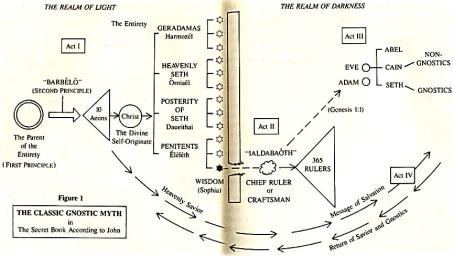 THE REALM OF LIGHT
THE REALM OF DARKNESS
The Entirety
Act I
GERADAMAS
Harmozēl
"BARBĒLŌ"
(SECOND PRINCIPLE)
10
Aeons
Christ
The Divine
Self-Originate
HEAVENLY
SETH
Ōroiaēl
POSTERITY
OF
SETH
Daueithai
PENITENTS
Ēlēlēth
WISDOM
(Sophia)
The
Parent of
the
Entirety
(FIRST PRINCIPLE)
Act II
"IALDABAŌTH"
CHIEF RULER
or
CRAFTSMAN
365
RULERS
(Genesis 1:1)
Act III
ABEL
EVE
CAIN
ADAM
SETH
NON-
GNOSTICS
GNOSTICS
Act IV
Heavenly Savior
Message of Salvation
Return of Savior and Gnostics
Figure 1
THE CLASSIC GNOSTIC MYTH
in
The Secret Book According to John